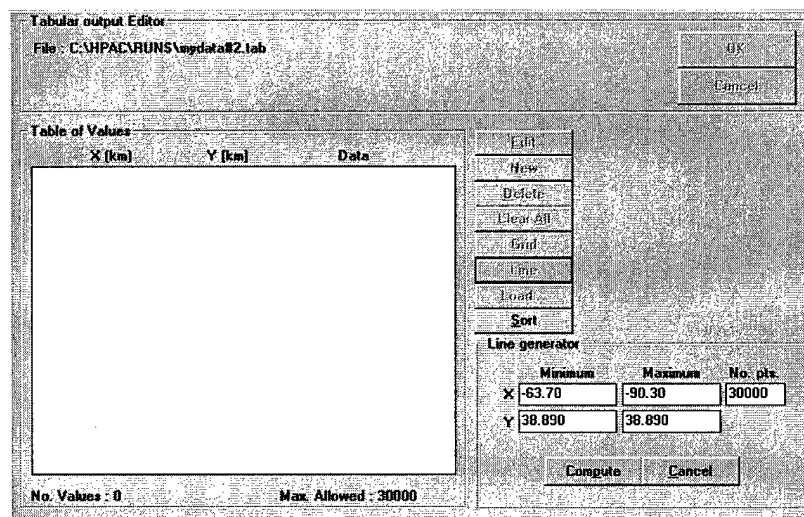 Tabular output Editor
File : C:\HPAC\RUNS\mydata#2.tab
OK
Cancel
Table of Values
X (km) Y (km) Data
Edit
New
Delete
Clear All
Grid
Line
Load...
Sort
Line generator
Minimum Maximum No. pts.
X -63.70 -90.30 30000
Y 38.890 38.890
Compute Cancel
No. Values : 0 Max. Allowed : 30000